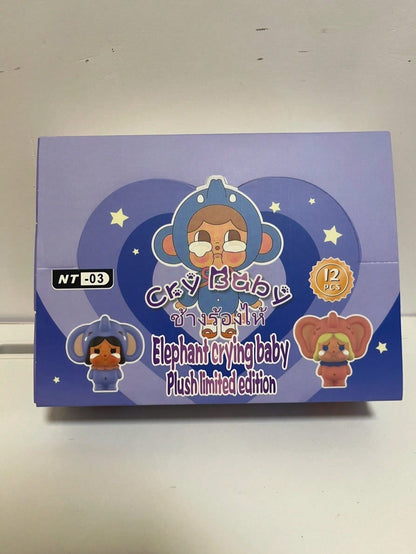 NT -03
12
PCS
Cry Baby
ช้างร้องไห้
Elephant crying baby
Plush limited edition